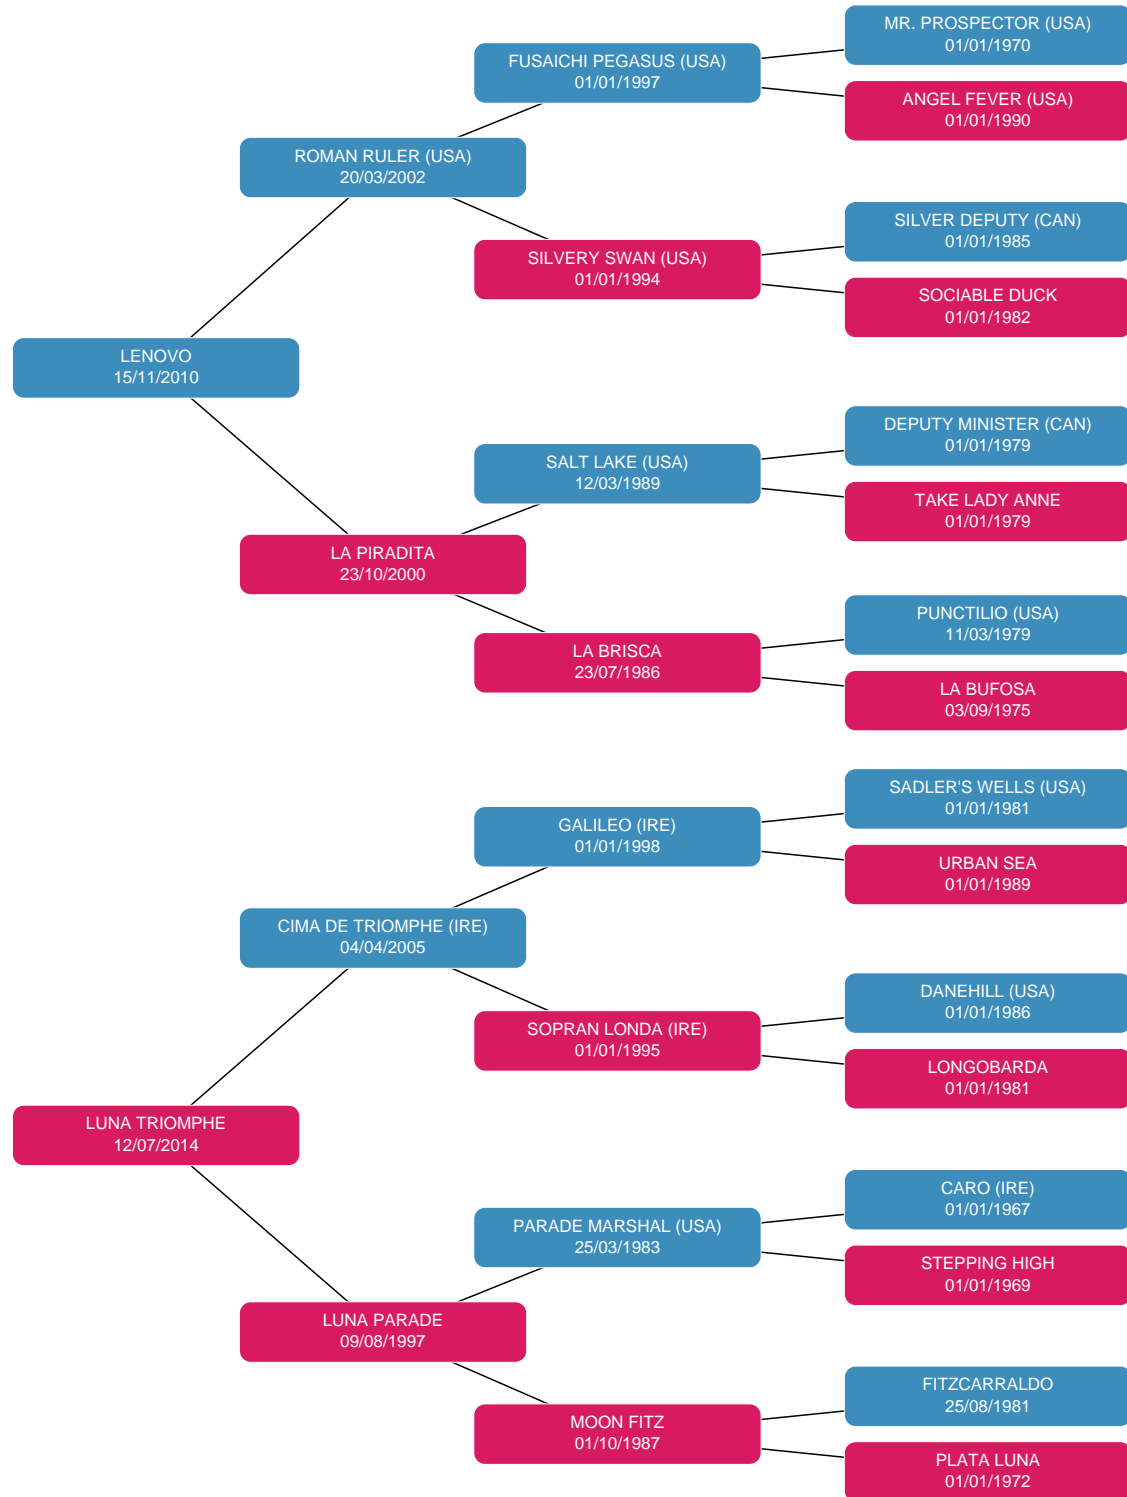 MR. PROSPECTOR (USA)
01/01/1970
FUSAICHI PEGASUS (USA)
01/01/1997
ANGEL FEVER (USA)
01/01/1990
ROMAN RULER (USA)
20/03/2002
SILVER DEPUTY (CAN)
01/01/1985
SILVERY SWAN (USA)
01/01/1994
SOCIABLE DUCK
01/01/1982
LENOVO
15/11/2010
DEPUTY MINISTER (CAN)
01/01/1979
SALT LAKE (USA)
12/03/1989
TAKE LADY ANNE
01/01/1979
LA PIRADITA
23/10/2000
PUNCTILIO (USA)
11/03/1979
LA BRISCA
23/07/1986
LA BUFOSA
03/09/1975
SADLER'S WELLS (USA)
01/01/1981
GALILEO (IRE)
01/01/1998
URBAN SEA
01/01/1989
CIMA DE TRIOMPHE (IRE)
04/04/2005
DANEHILL (USA)
01/01/1986
SOPRAN LONDA (IRE)
01/01/1995
LONGOBARDA
01/01/1981
LUNA TRIOMPHE
12/07/2014
CARO (IRE)
01/01/1967
PARADE MARSHAL (USA)
25/03/1983
STEPPING HIGH
01/01/1969
LUNA PARADE
09/08/1997
FITZCARRALDO
25/08/1981
MOON FITZ
01/10/1987
PLATA LUNA
01/01/1972